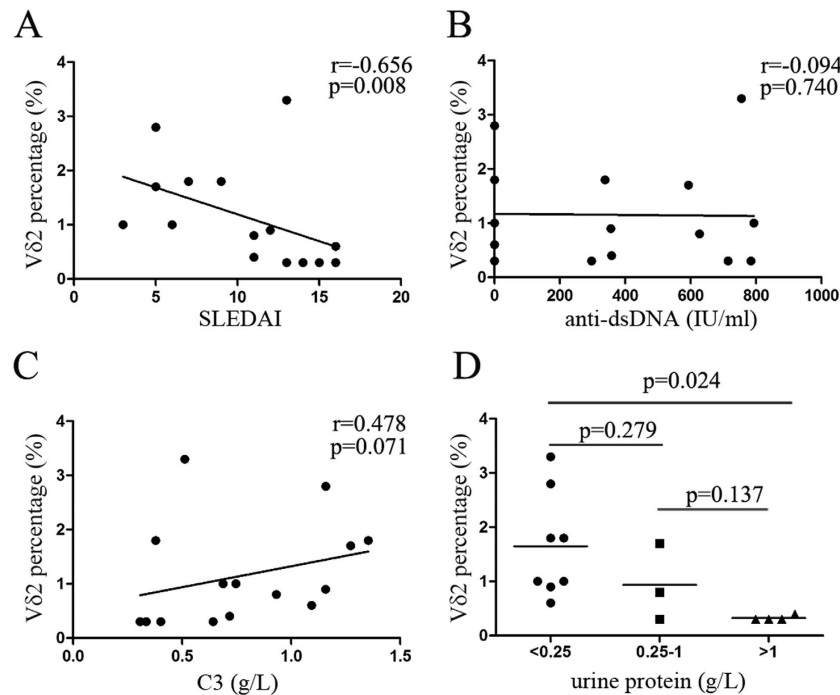 A
r=-0.656
p=0.008
Vδ2 percentage (%)
4
3
2
1
0
0 5 10 15 20
SLEDAI
B
r=-0.094
p=0.740
Vδ2 percentage (%)
4
3
2
1
0
0 200 400 600 800 1000
anti-dsDNA (IU/ml)
C
r=0.478
p=0.071
Vδ2 percentage (%)
4
3
2
1
0
0.0 0.5 1.0 1.5
C3 (g/L)
D
p=0.024
p=0.279
p=0.137
Vδ2 percentage (%)
4
3
2
1
0
<0.25 0.25-1 >1
urine protein (g/L)